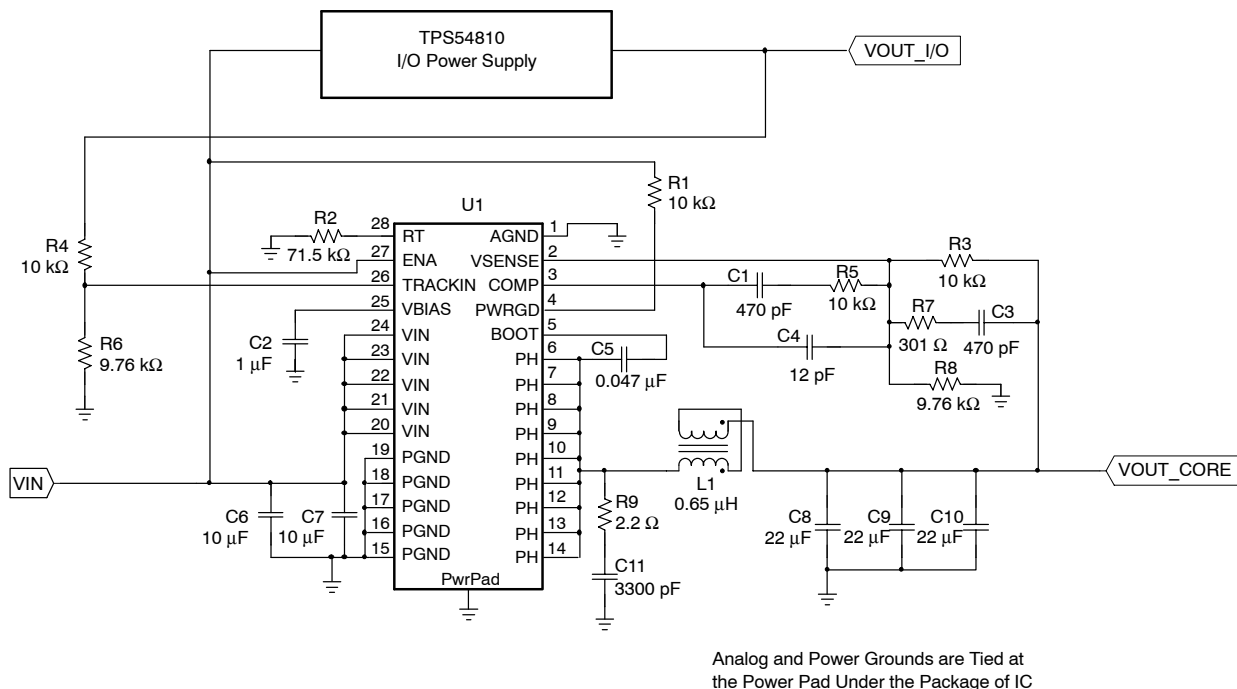 TPS54810
I/O Power Supply
VOUT_I/O
R1
10 kΩ
U1
R2
71.5 kΩ
R4
10 kΩ
R6
9.76 kΩ
C2
1 μF
28
27
26
25
24
23
22
21
20
19
18
17
16
15
RT
ENA
TRACKIN
VBIAS
VIN
VIN
VIN
VIN
VIN
PGND
PGND
PGND
PGND
PGND
AGND
VSENSE
COMP
PWRGD
BOOT
PH
PH
PH
PH
PH
PH
PH
PH
PH
PwrPad
1
2
3
4
5
6
7
8
9
10
11
12
13
14
R3
10 kΩ
C1
470 pF
R5
10 kΩ
R7
301 Ω
C3
470 pF
C4
12 pF
R8
9.76 kΩ
C5
0.047 μF
L1
0.65 μH
VIN
VOUT_CORE
C6
10 μF
C7
10 μF
R9
2.2 Ω
C11
3300 pF
C8
22 μF
C9
22 μF
C10
22 μF
Analog and Power Grounds are Tied at
the Power Pad Under the Package of IC